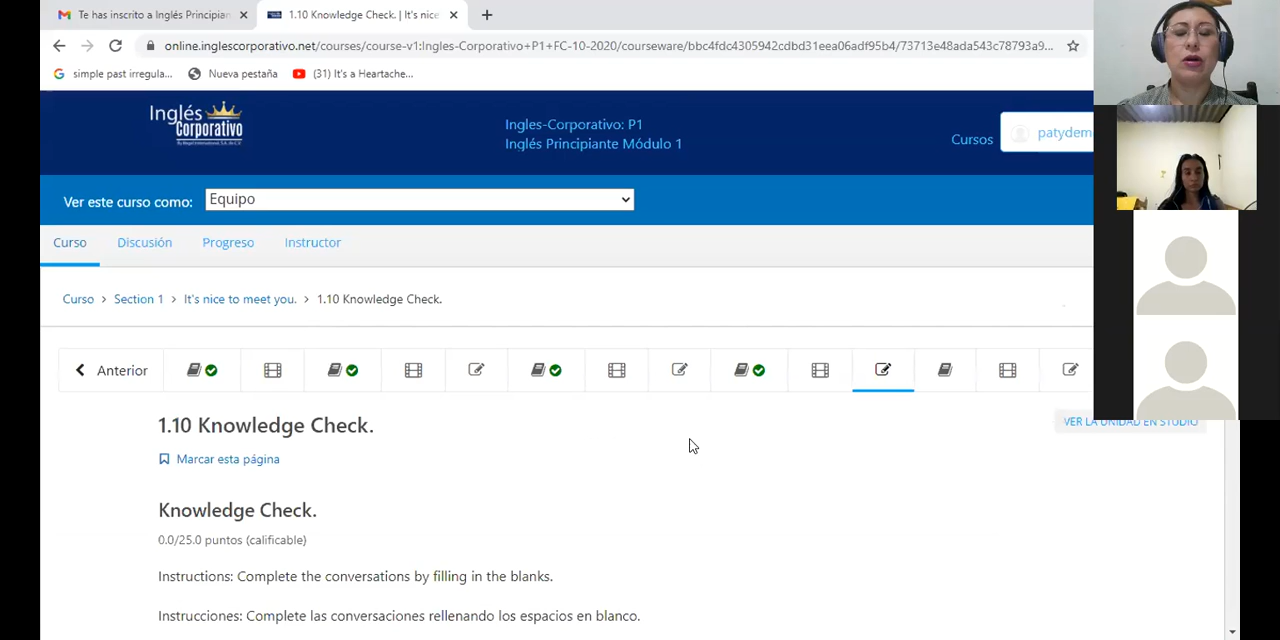 Te has inscrito a Inglés Principian
1.10 Knowledge Check. | It's nice
online.inglescorporativo.net/courses/course-v1:Ingles-Corporativo+P1+FC-10-2020/courseware/bbc4fdc4305942cdbd31eea06adf95b4/73713e48ada543c78793a9...
simple past irregula...
Nueva pestaña
(31) It's a Heartache...
Inglés
Corporativo
Ingles-Corporativo: P1
Inglés Principiante Módulo 1
Cursos
patydem
Ver este curso como:
Equipo
Curso
Discusión
Progreso
Instructor
Curso > Section 1 > It's nice to meet you. > 1.10 Knowledge Check.
Anterior
1.10 Knowledge Check.
VER LA UNIDAD EN STUDIO
Marcar esta página
Knowledge Check.
0.0/25.0 puntos (calificable)
Instructions: Complete the conversations by filling in the blanks.
Instrucciones: Complete las conversaciones rellenando los espacios en blanco.